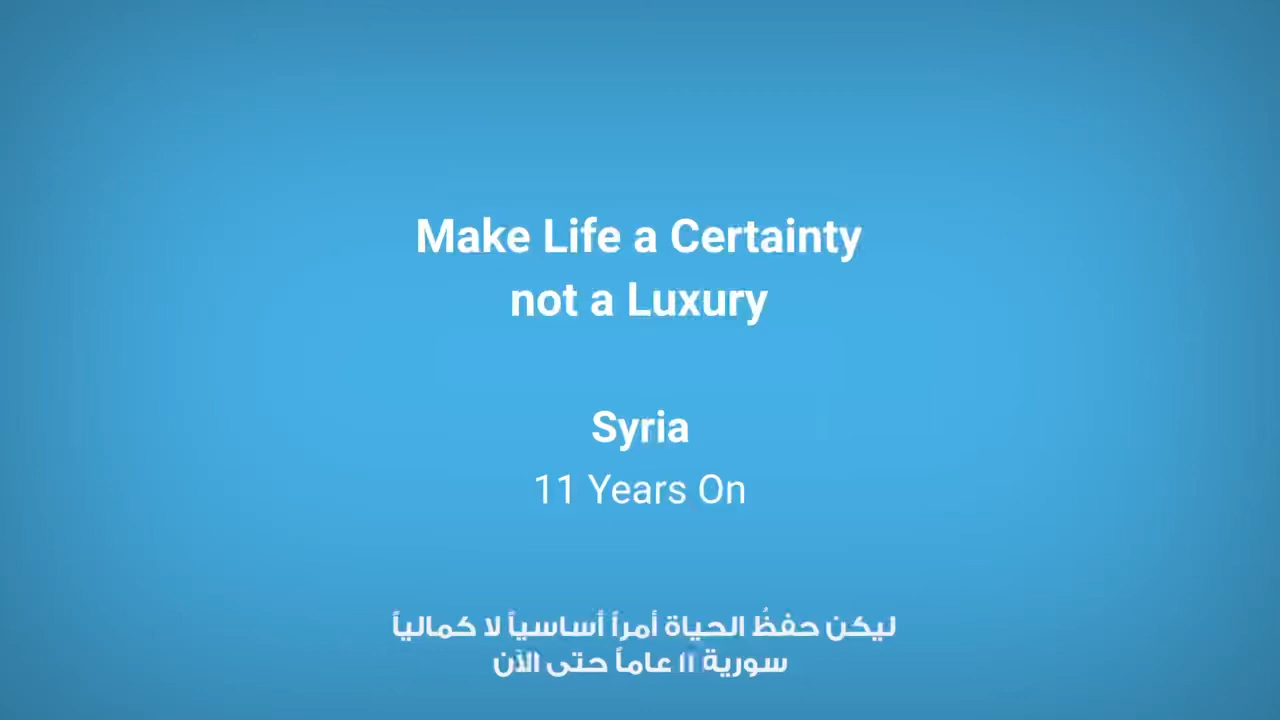 Make Life a Certainty
not a Luxury
Syria
11 Years On
ليكن حفظُ الحياة أمراً أساسياً لا كمالياً
سورية ١١ عاماً حتى الآن